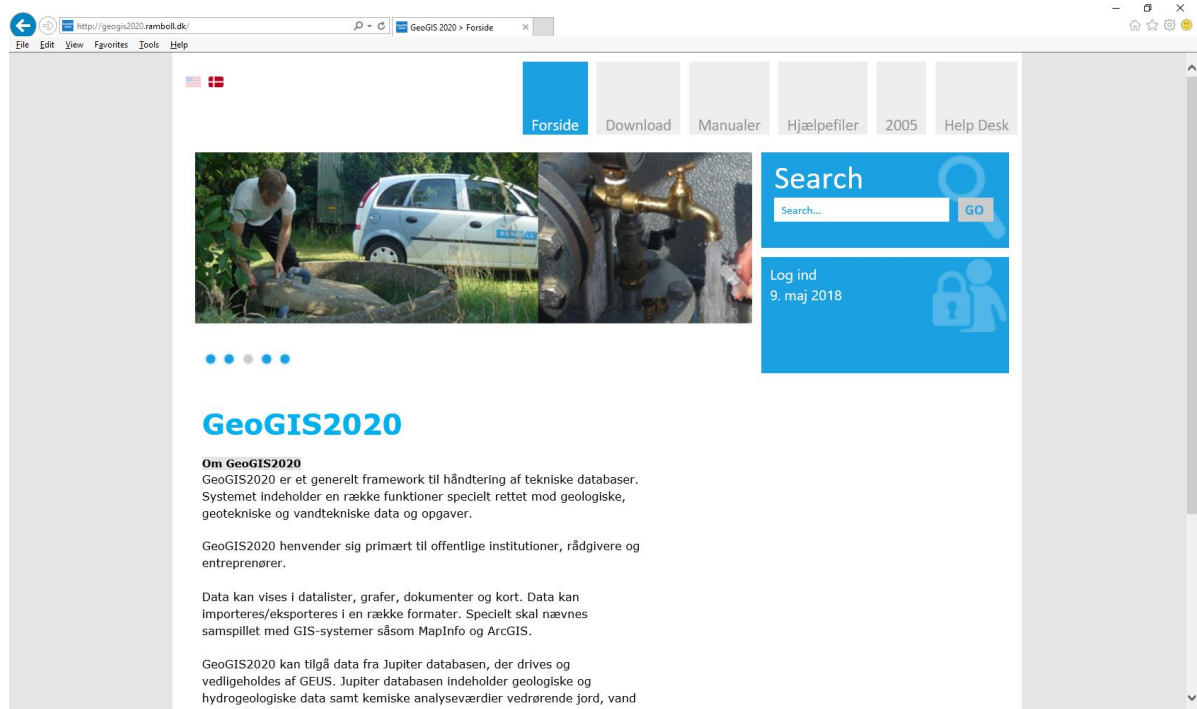 http://geogis2020.ramboll.dk/
GeoGIS 2020 > Forside
File Edit View Favorites Tools Help
Forside Download Manualer Hjælpefiler 2005 Help Desk
RAMBOLL
Search
Search...
GO
Log ind
9. maj 2018
GeoGIS2020
Om GeoGIS2020
GeoGIS2020 er et generelt framework til håndtering af tekniske databaser.
Systemet indeholder en række funktioner specielt rettet mod geologiske,
geotekniske og vandtekniske data og opgaver.
GeoGIS2020 henvender sig primært til offentlige institutioner, rådgivere og
entreprenører.
Data kan vises i datalister, grafer, dokumenter og kort. Data kan
importeres/eksporteres i en række formater. Specielt skal nævnes
samspillet med GIS-systemer såsom MapInfo og ArcGIS.
GeoGIS2020 kan tilgå data fra Jupiter databasen, der drives og
vedligeholdes af GEUS. Jupiter databasen indeholder geologiske og
hydrogeologiske data samt kemiske analyseværdier vedrørende jord, vand